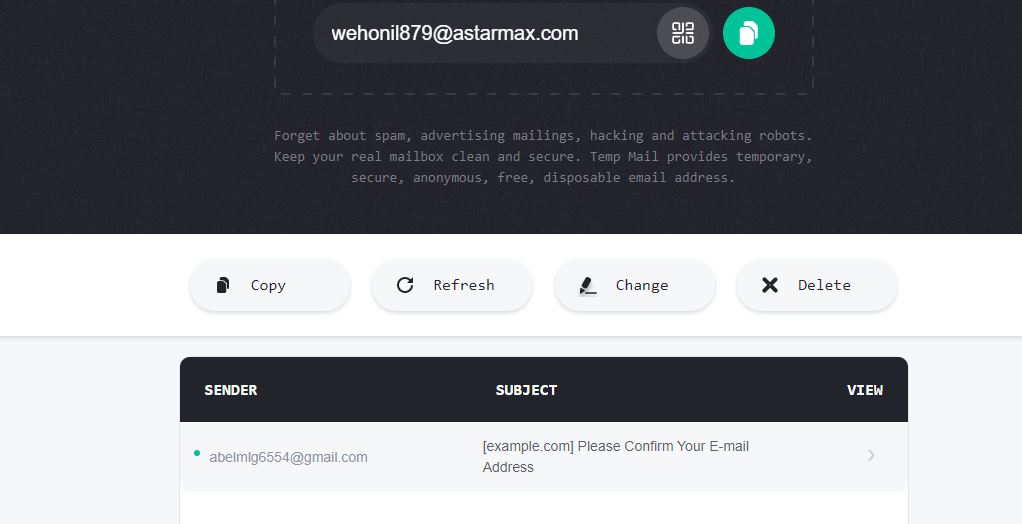 wehonil879@astarmax.com
Forget about spam, advertising mailings, hacking and attacking robots.
Keep your real mailbox clean and secure. Temp Mail provides temporary,
secure, anonymous, free, disposable email address.
Copy
Refresh
Change
Delete
SENDER
SUBJECT
VIEW
abelmlg6554@gmail.com
[example.com] Please Confirm Your E-mail
Address